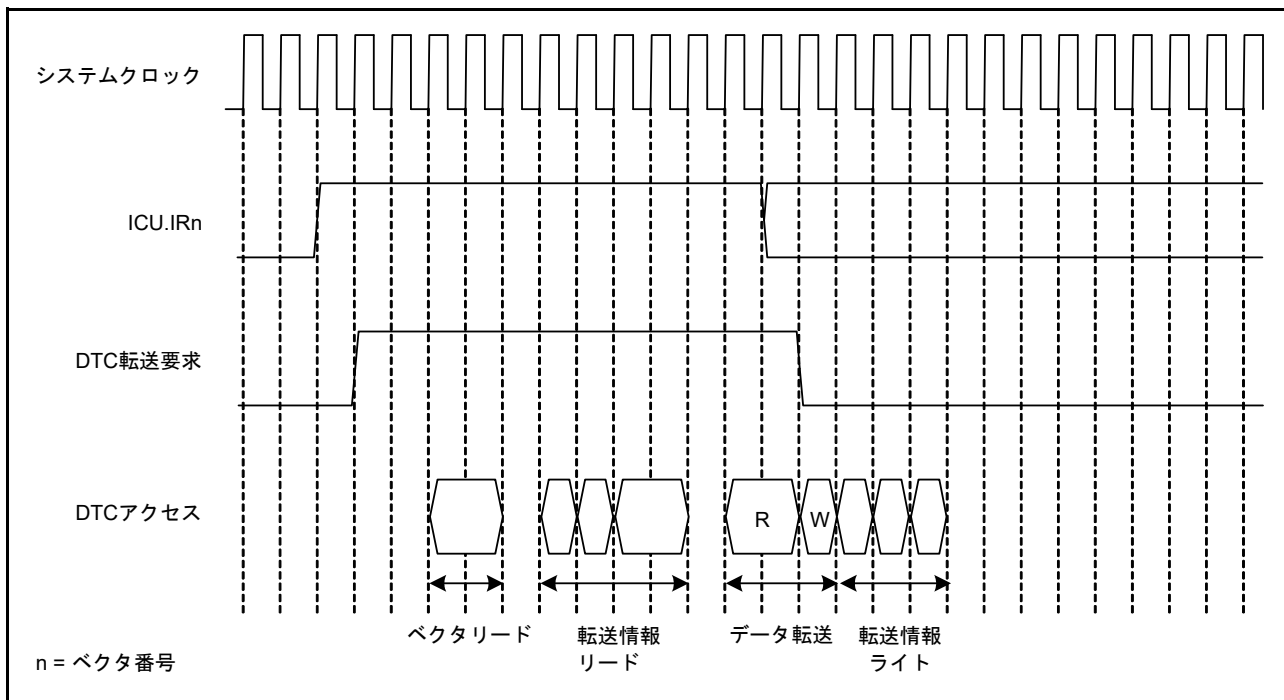 システムクロック
ICU.IRn
DTC転送要求
DTCアクセス
R
W
ベクタリード
転送情報
リード
データ転送
転送情報
ライト
n = ベクタ番号